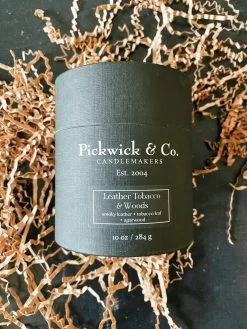 Pickwick & Co.
CANDLEMAKERS
Est. 2004
Leather Tobacco
& Woods
smoky leather • tobacco leaf
• agarwood
10 oz / 284 g